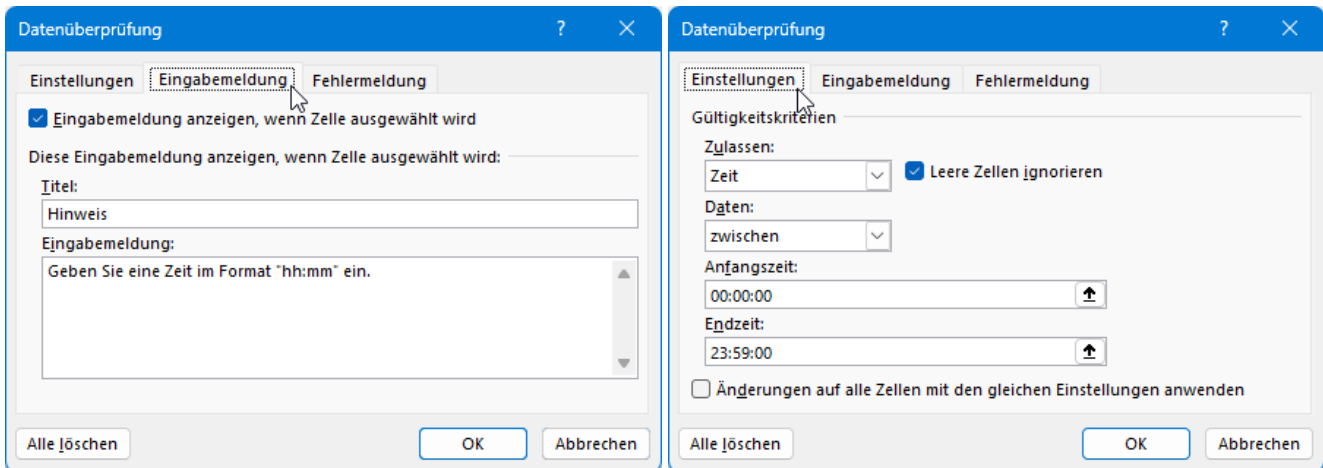 Datenüberprüfung ?
Einstellungen Eingabemeldung Fehlermeldung
Eingabemeldung anzeigen, wenn Zelle ausgewählt wird
Diese Eingabemeldung anzeigen, wenn Zelle ausgewählt wird:
Titel:
Hinweis
Eingabemeldung:
Geben Sie eine Zeit im Format "hh:mm" ein.
Alle löschen OK Abbrechen
Datenüberprüfung ?
Einstellungen Eingabemeldung Fehlermeldung
Gültigkeitskriterien
Zulassen:
Zeit Leere Zellen ignorieren
Daten:
zwischen
Anfangszeit:
00:00:00
Endzeit:
23:59:00
Änderungen auf alle Zellen mit den gleichen Einstellungen anwenden
Alle löschen OK Abbrechen